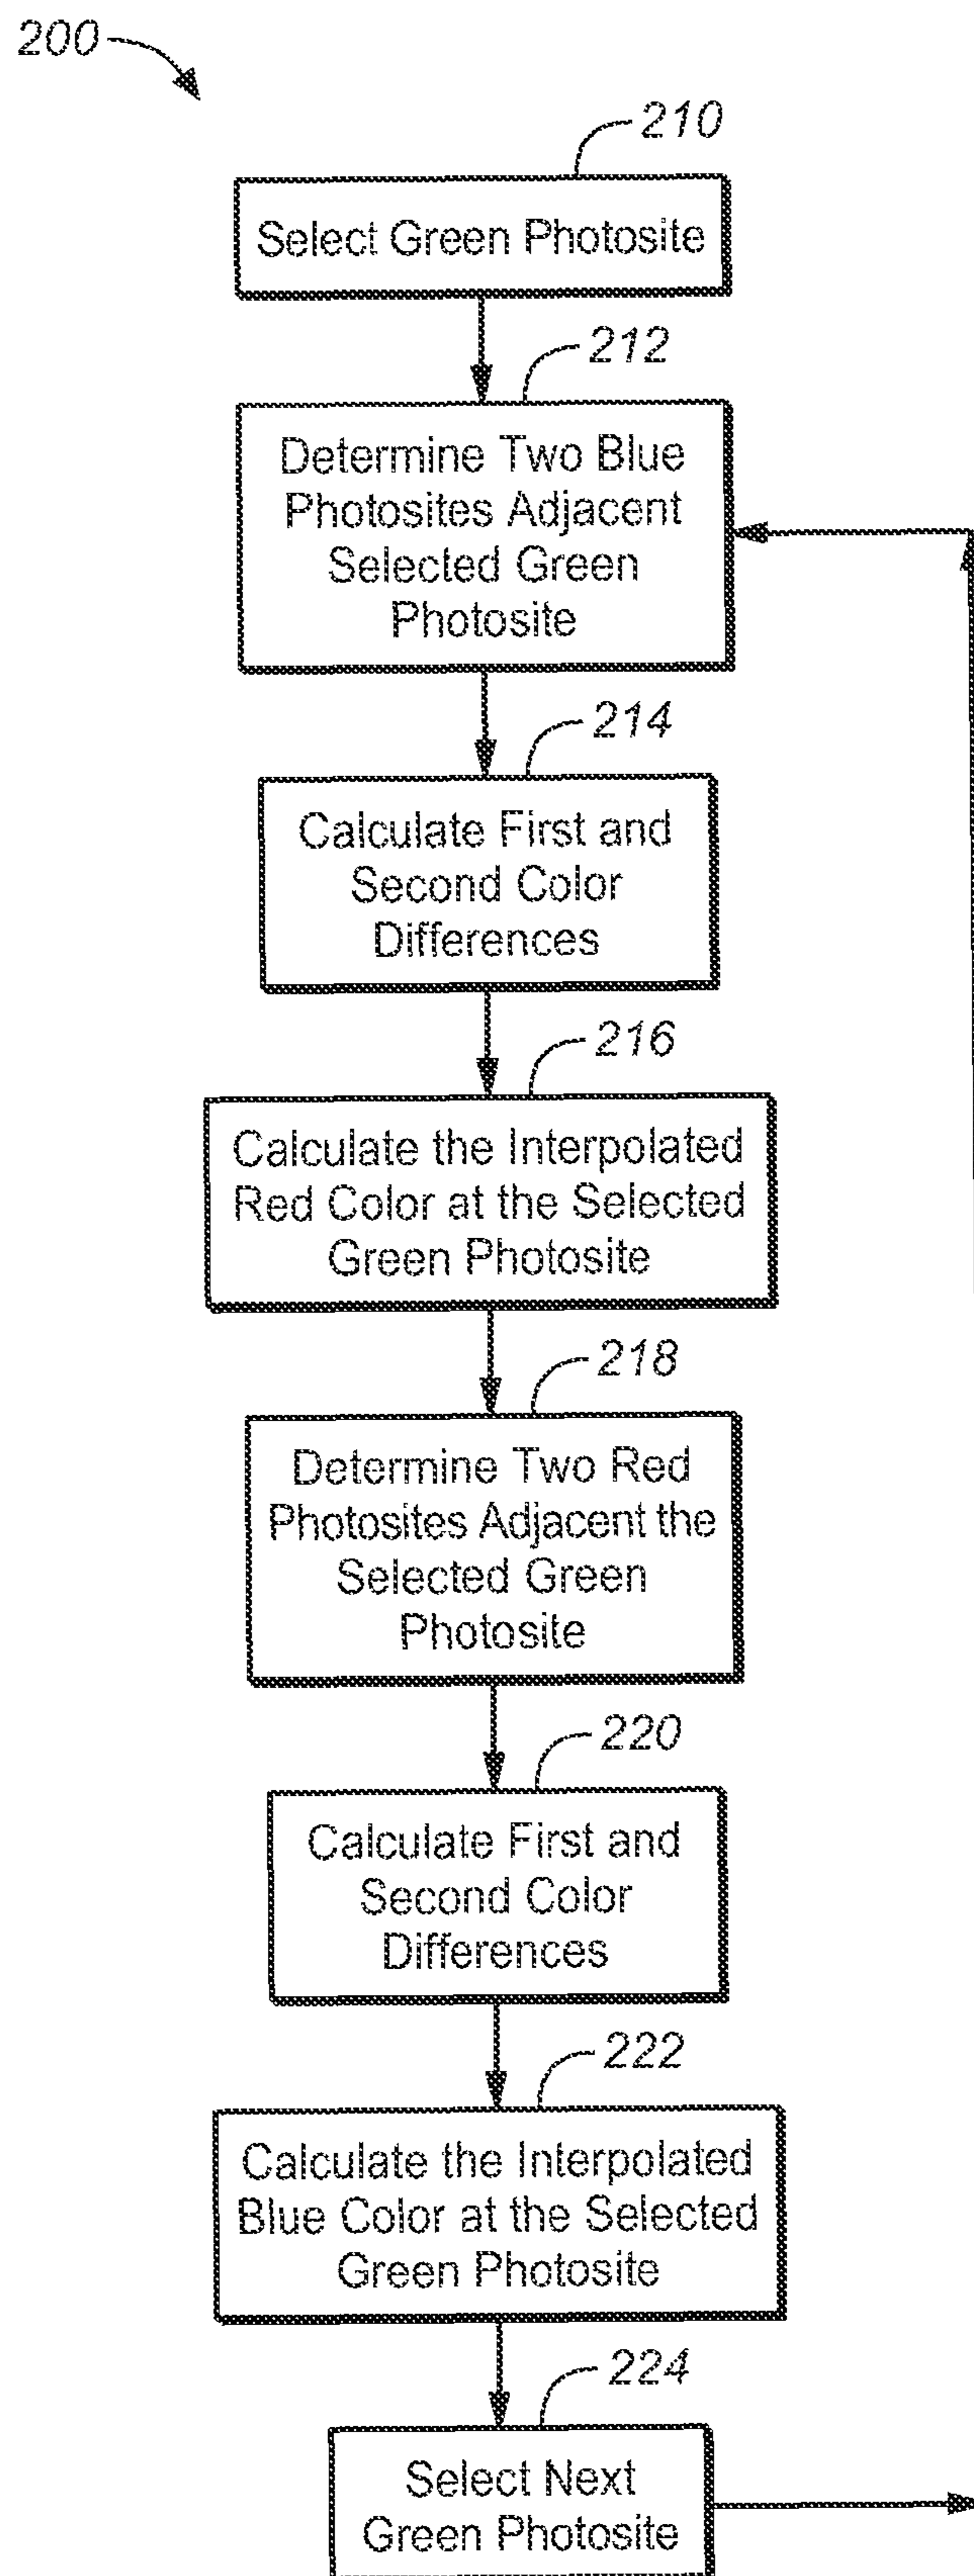 200
210
Select Green Photosite
212
Determine Two Blue
Photosites Adjacent
Selected Green
Photosite
214
Calculate First and
Second Color
Differences
216
Calculate the Interpolated
Red Color at the Selected
Green Photosite
218
Determine Two Red
Photosites Adjacent the
Selected Green
Photosite
220
Calculate First and
Second Color
Differences
222
Calculate the Interpolated
Blue Color at the Selected
Green Photosite
224
Select Next
Green Photosite